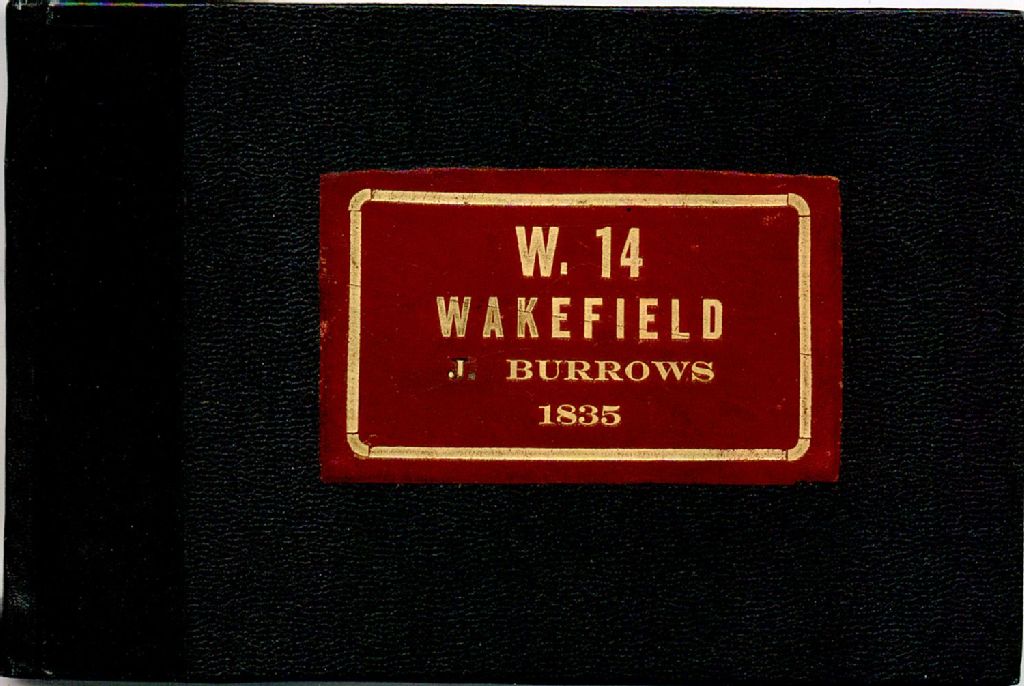 W. 14
WAKEFIELD
J. BURROWS
1835